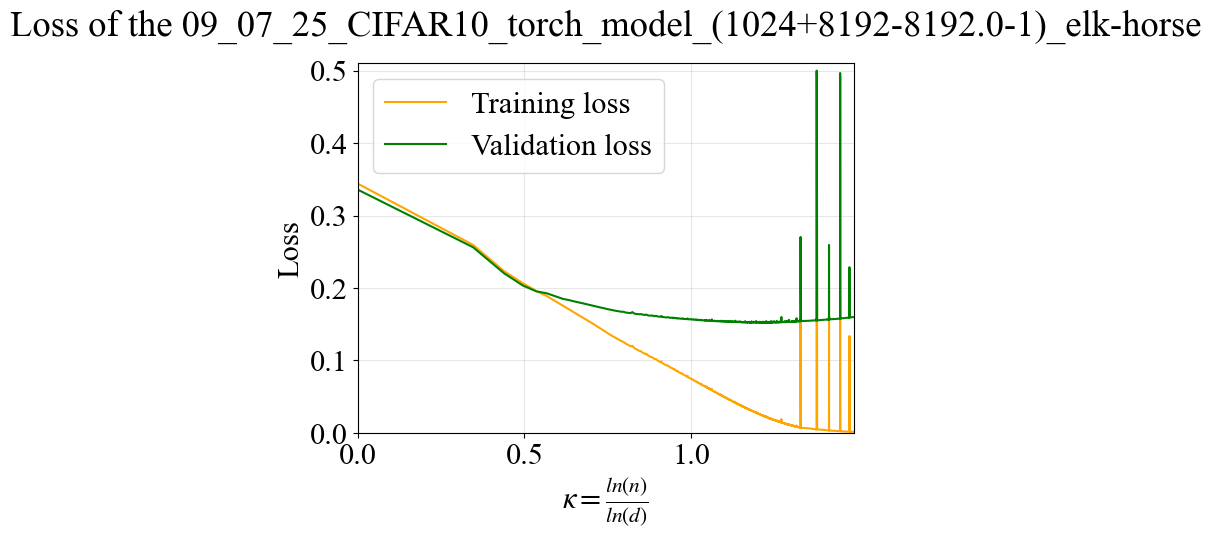 Loss of the 09_07_25_CIFAR10_torch_model_(1024+8192-8192.0-1)_elk-horse
Training loss
Validation loss
Loss
0.5
0.4
0.3
0.2
0.1
0.0
0.0 0.5 1.0
κ = ln(n)/ln(d)